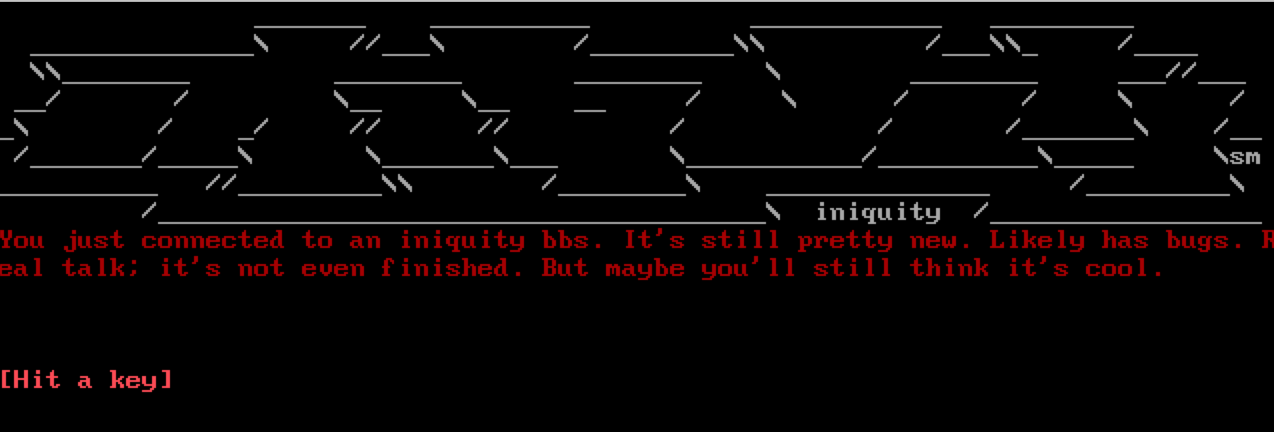 sm
iniquity
You just connected to an iniquity bbs. It's still pretty new. Likely has bugs. R
eal talk; it's not even finished. But maybe you'll still think it's cool.
[Hit a key]